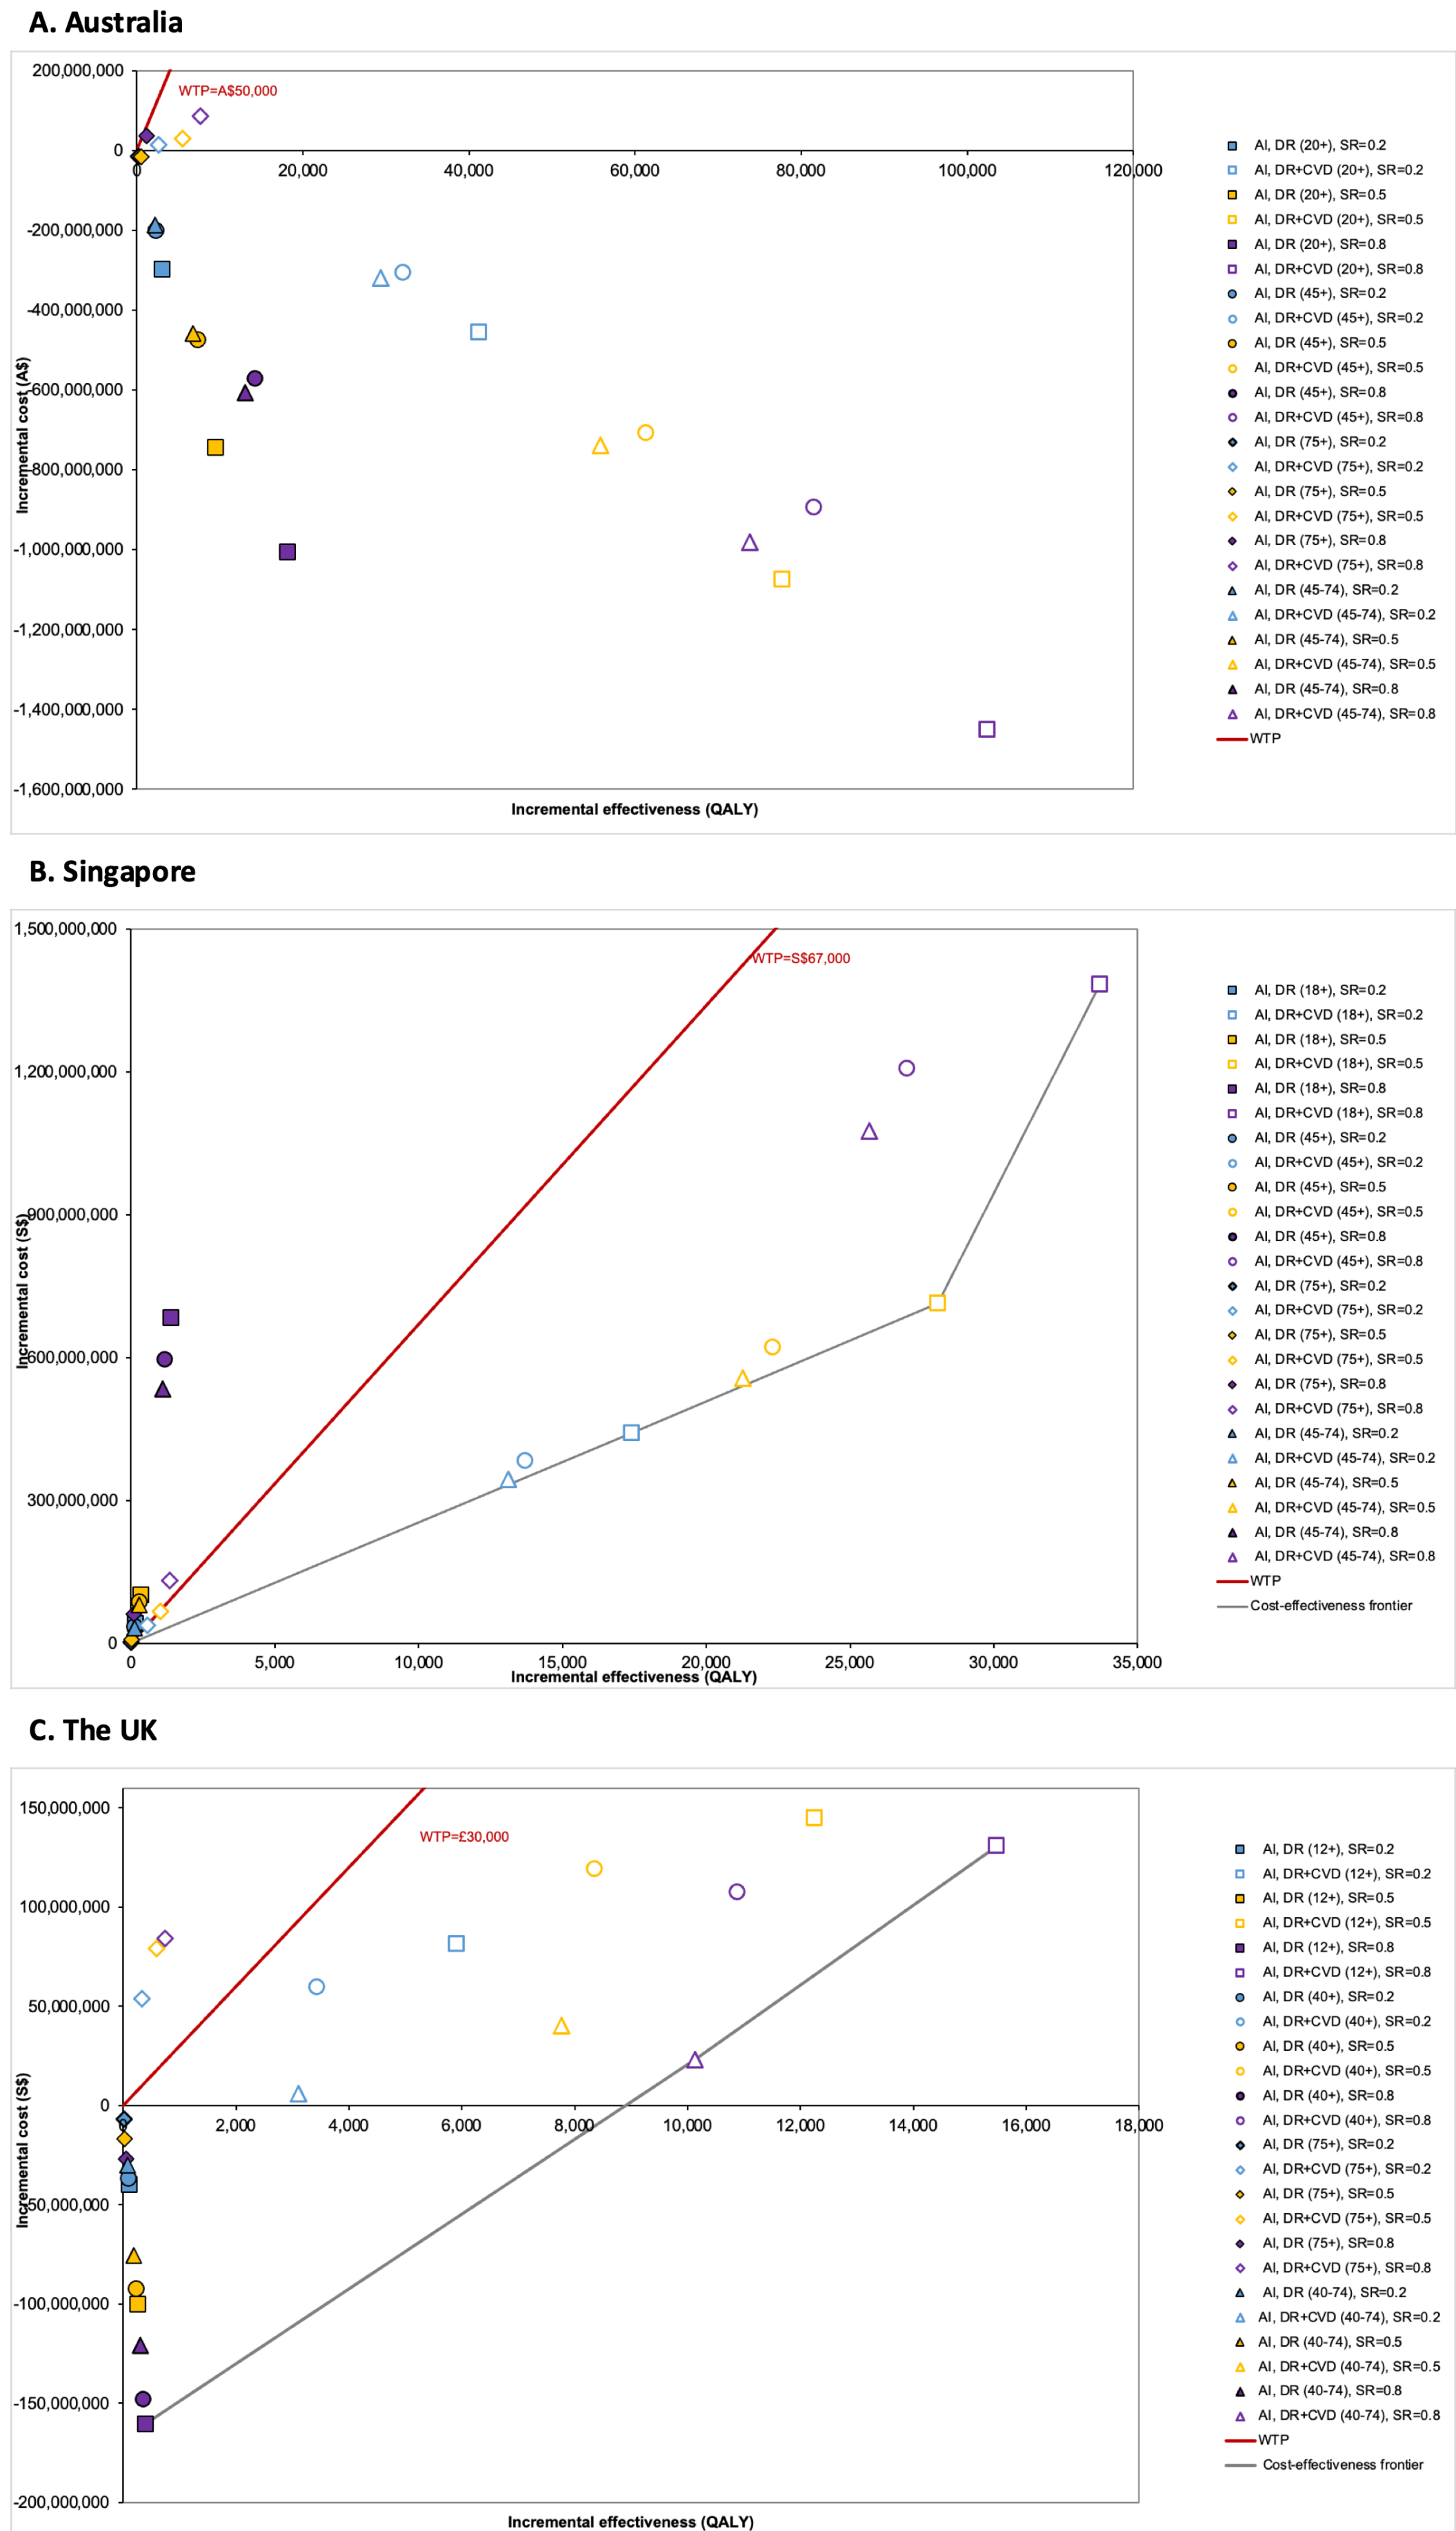 A. Australia
200,000,000
WTP=A$50,000
0
0
20,000
40,000
60,000
80,000
100,000
120,000
-200,000,000
-400,000,000
-600,000,000
-800,000,000
-1,000,000,000
-1,200,000,000
-1,400,000,000
-1,600,000,000
Incremental cost (A$)
Incremental effectiveness (QALY)
AI, DR (20+), SR=0.2
AI, DR+CVD (20+), SR=0.2
AI, DR (20+), SR=0.5
AI, DR+CVD (20+), SR=0.5
AI, DR (20+), SR=0.8
AI, DR+CVD (20+), SR=0.8
AI, DR (45+), SR=0.2
AI, DR+CVD (45+), SR=0.2
AI, DR (45+), SR=0.5
AI, DR+CVD (45+), SR=0.5
AI, DR (45+), SR=0.8
AI, DR+CVD (45+), SR=0.8
AI, DR (75+), SR=0.2
AI, DR+CVD (75+), SR=0.2
AI, DR (75+), SR=0.5
AI, DR+CVD (75+), SR=0.5
AI, DR (75+), SR=0.8
AI, DR+CVD (75+), SR=0.8
AI, DR (45-74), SR=0.2
AI, DR+CVD (45-74), SR=0.2
AI, DR (45-74), SR=0.5
AI, DR+CVD (45-74), SR=0.5
AI, DR (45-74), SR=0.8
AI, DR+CVD (45-74), SR=0.8
WTP
B. Singapore
1,500,000,000
WTP=S$67,000
1,200,000,000
900,000,000
600,000,000
300,000,000
0
0
5,000
10,000
15,000
20,000
25,000
30,000
35,000
Incremental cost (S$)
Incremental effectiveness (QALY)
AI, DR (18+), SR=0.2
AI, DR+CVD (18+), SR=0.2
AI, DR (18+), SR=0.5
AI, DR+CVD (18+), SR=0.5
AI, DR (18+), SR=0.8
AI, DR+CVD (18+), SR=0.8
AI, DR (45+), SR=0.2
AI, DR+CVD (45+), SR=0.2
AI, DR (45+), SR=0.5
AI, DR+CVD (45+), SR=0.5
AI, DR (45+), SR=0.8
AI, DR+CVD (45+), SR=0.8
AI, DR (75+), SR=0.2
AI, DR+CVD (75+), SR=0.2
AI, DR (75+), SR=0.5
AI, DR+CVD (75+), SR=0.5
AI, DR (75+), SR=0.8
AI, DR+CVD (75+), SR=0.8
AI, DR (45-74), SR=0.2
AI, DR+CVD (45-74), SR=0.2
AI, DR (45-74), SR=0.5
AI, DR+CVD (45-74), SR=0.5
AI, DR (45-74), SR=0.8
AI, DR+CVD (45-74), SR=0.8
WTP
Cost-effectiveness frontier
C. The UK
150,000,000
WTP=£30,000
100,000,000
50,000,000
0
0
2,000
4,000
6,000
8,000
10,000
12,000
14,000
16,000
18,000
-50,000,000
-100,000,000
-150,000,000
-200,000,000
Incremental cost (S$)
Incremental effectiveness (QALY)
AI, DR (12+), SR=0.2
AI, DR+CVD (12+), SR=0.2
AI, DR (12+), SR=0.5
AI, DR+CVD (12+), SR=0.5
AI, DR (12+), SR=0.8
AI, DR+CVD (12+), SR=0.8
AI, DR (40+), SR=0.2
AI, DR+CVD (40+), SR=0.2
AI, DR (40+), SR=0.5
AI, DR+CVD (40+), SR=0.5
AI, DR (40+), SR=0.8
AI, DR+CVD (40+), SR=0.8
AI, DR (75+), SR=0.2
AI, DR+CVD (75+), SR=0.2
AI, DR (75+), SR=0.5
AI, DR+CVD (75+), SR=0.5
AI, DR (75+), SR=0.8
AI, DR+CVD (75+), SR=0.8
AI, DR (40-74), SR=0.2
AI, DR+CVD (40-74), SR=0.2
AI, DR (40-74), SR=0.5
AI, DR+CVD (40-74), SR=0.5
AI, DR (40-74), SR=0.8
AI, DR+CVD (40-74), SR=0.8
WTP
Cost-effectiveness frontier